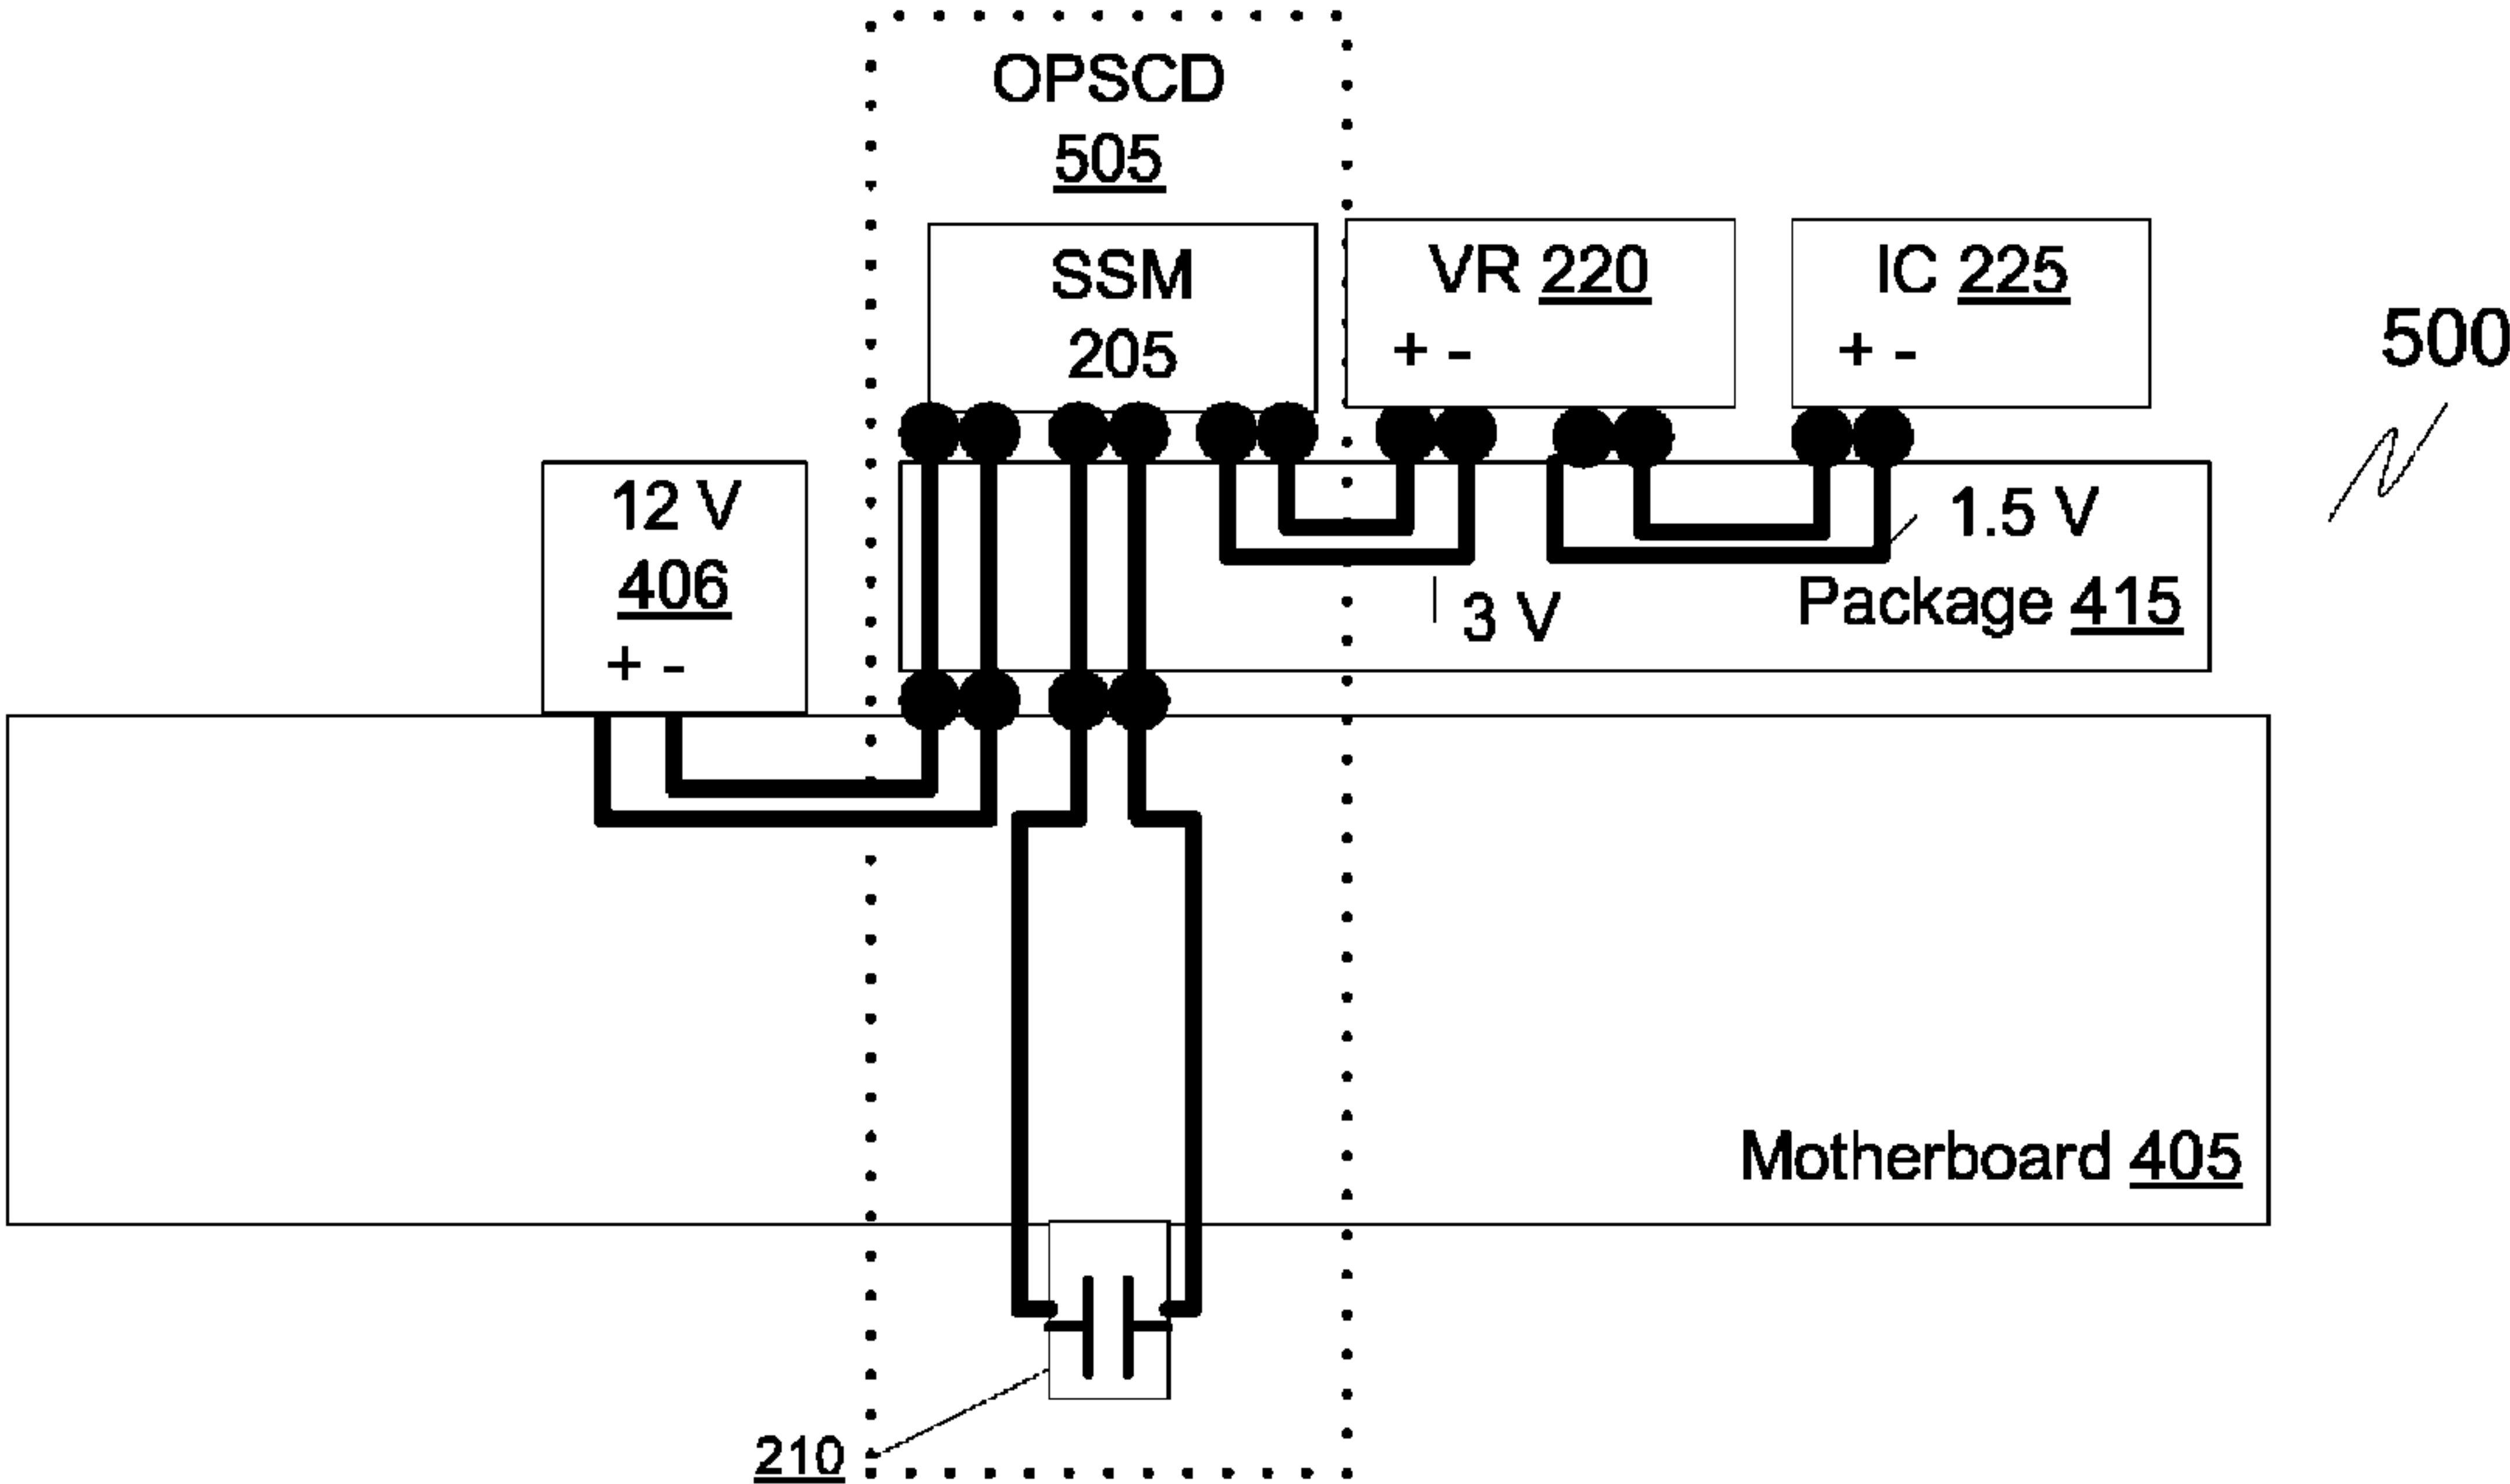 OPSCD
505
SSM
205
VR 220
+ -
IC 225
+ -
500
12 V
406
+ -
1.5 V
3 V
Package 415
Motherboard 405
210